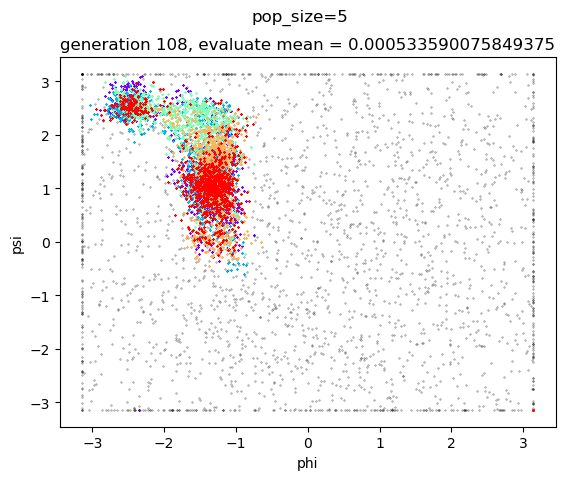 pop_size=5
generation 108, evaluate mean = 0.000533590075849375
3
2
1
0
−1
−2
−3
psi
−3 −2 −1 0 1 2 3
phi